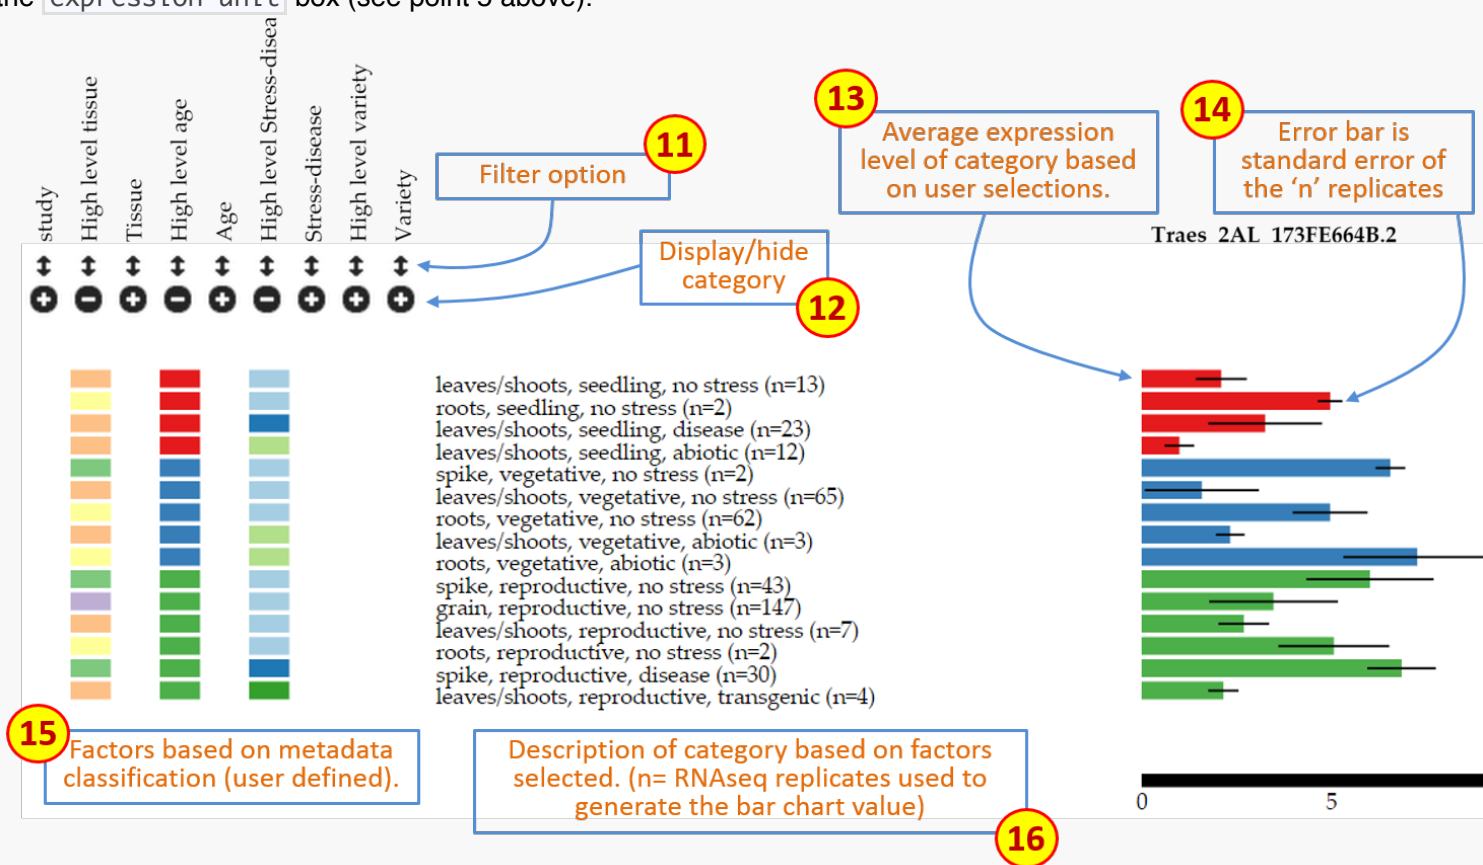 the expression unit box (see point 5 above).
study
High level tissue
Tissue
High level age
Age
High level Stress-disea
Stress-disease
High level variety
Variety
11
Filter option
12
Display/hide
category
13
Average expression
level of category based
on user selections.
14
Error bar is
standard error of
the ‘n’ replicates
Traes_2AL_173FE664B.2
leaves/shoots, seedling, no stress (n=13)
roots, seedling, no stress (n=2)
leaves/shoots, seedling, disease (n=23)
leaves/shoots, seedling, abiotic (n=12)
spike, vegetative, no stress (n=2)
leaves/shoots, vegetative, no stress (n=65)
roots, vegetative, no stress (n=62)
leaves/shoots, vegetative, abiotic (n=3)
roots, vegetative, abiotic (n=3)
spike, reproductive, no stress (n=43)
grain, reproductive, no stress (n=147)
leaves/shoots, reproductive, no stress (n=7)
roots, reproductive, no stress (n=2)
spike, reproductive, disease (n=30)
leaves/shoots, reproductive, transgenic (n=4)
0 5
15
Factors based on metadata
classification (user defined).
Description of category based on factors
selected. (n= RNAseq replicates used to
generate the bar chart value)
16